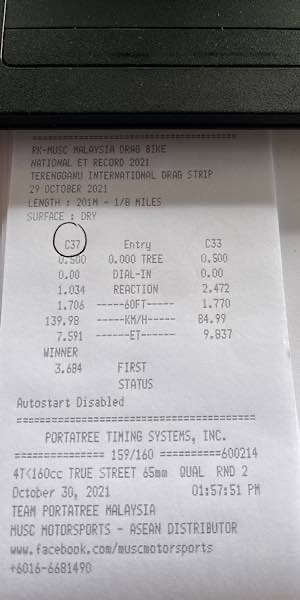 ========================================
RK-MUSC MALAYSIA DRAG BIKE
NATIONAL ET RECORD 2021
TERENGGANU INTERNATIONAL DRAG STRIP
29 OCTOBER 2021
LENGTH : 201M - 1/8 MILES
SURFACE : DRY
C37 Entry C33
0.500 0.000 TREE 0.500
0.00 DIAL-IN 0.00
1.034 REACTION 2.472
1.706 -----60FT----- 1.770
139.98 -----KM/H----- 84.99
7.591 ------ET------ 9.837
WINNER
3.684 FIRST
STATUS
Autostart Disabled
========================================
PORTATREE TIMING SYSTEMS, INC.
=============== 159/160 ==========600214
4T<160cc TRUE STREET 65mm QUAL RND 2
October 30, 2021 01:57:51 PM
TEAM PORTATREE MALAYSIA
MUSC MOTORSPORTS - ASEAN DISTRIBUTOR
www.facebook.com/muscmotorsports
+6016-6681490